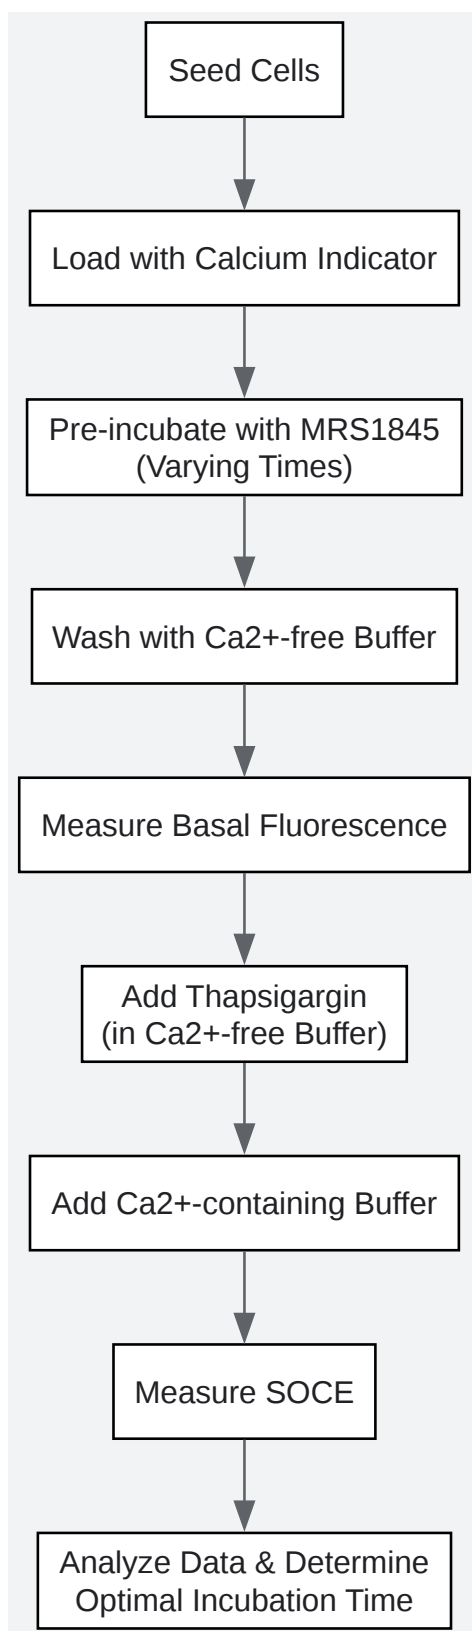 Seed Cells
Load with Calcium Indicator
Pre-incubate with MRS1845
(Varying Times)
Wash with Ca2+-free Buffer
Measure Basal Fluorescence
Add Thapsigargin
(in Ca2+-free Buffer)
Add Ca2+-containing Buffer
Measure SOCE
Analyze Data & Determine
Optimal Incubation Time